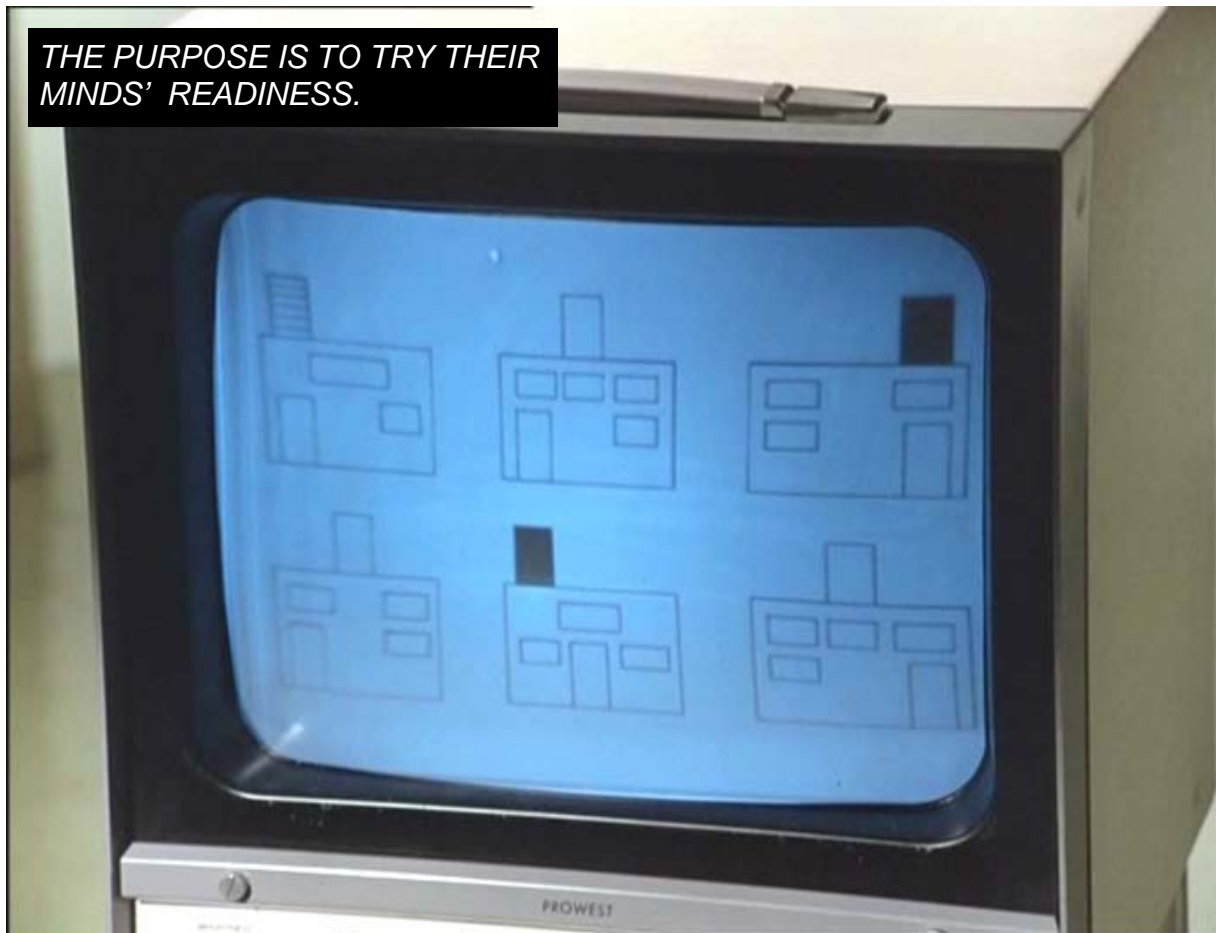 THE PURPOSE IS TO TRY THEIR
MINDS’ READINESS.
PROWEST